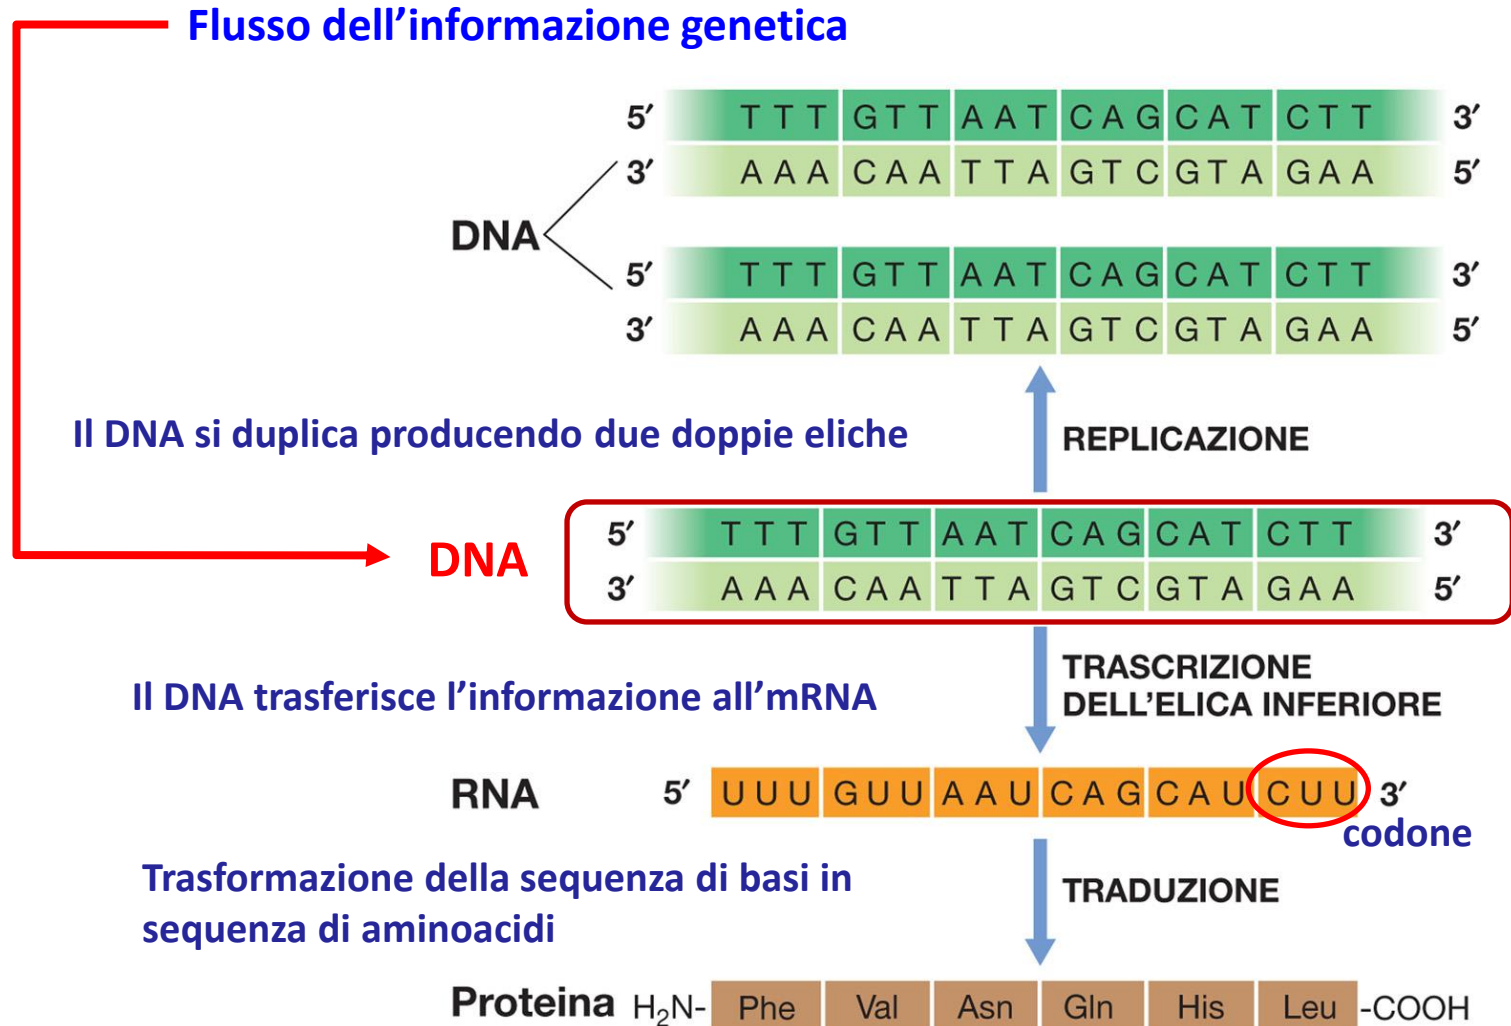 Flusso dell’informazione genetica
5′ TTT GTT AAT CAG CAT CTT 3′
3′ AAA CAA TTA GTC GTA GAA 5′
DNA
5′ TTT GTT AAT CAG CAT CTT 3′
3′ AAA CAA TTA GTC GTA GAA 5′
Il DNA si duplica producendo due doppie eliche
REPLICAZIONE
DNA
5′ TTT GTT AAT CAG CAT CTT 3′
3′ AAA CAA TTA GTC GTA GAA 5′
Il DNA trasferisce l’informazione all’mRNA
TRASCRIZIONE
DELL’ELICA INFERIORE
RNA 5′ UUU GUU AAU CAG CAU CUU 3′
codone
Trasformazione della sequenza di basi in
sequenza di aminoacidi
TRADUZIONE
Proteina H₂N- Phe Val Asn Gln His Leu -COOH